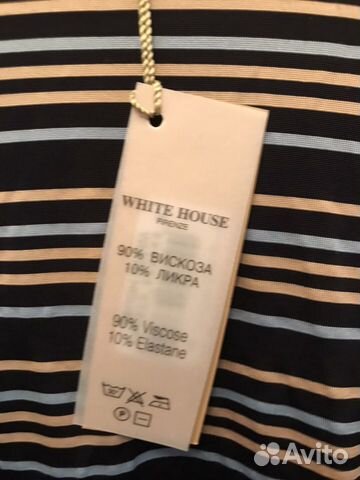 WHITE HOUSE
FIRENZE
90% ВИСКОЗА
10% ЛИКРА
90% Viscose
10% Elastane
P
Avito